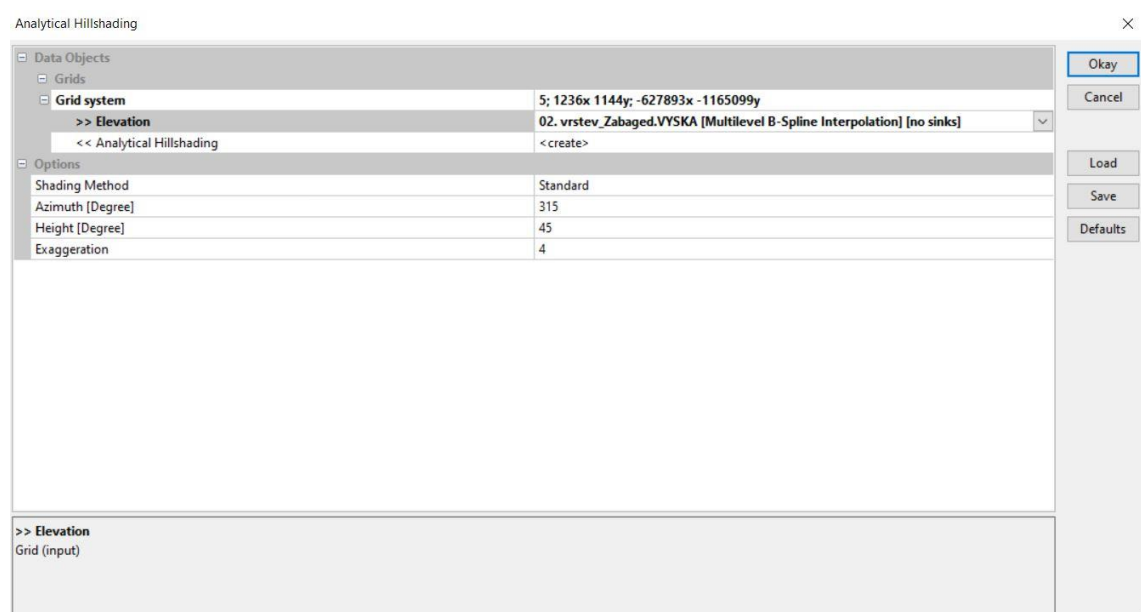 Analytical Hillshading
Data Objects
Grids
Grid system 5; 1236x 1144y; -627893x -1165099y
>> Elevation 02. vrstev_Zabaged.VYSKA [Multilevel B-Spline Interpolation] [no sinks]
<< Analytical Hillshading <create>
Options
Shading Method Standard
Azimuth [Degree] 315
Height [Degree] 45
Exaggeration 4
Okay
Cancel
Load
Save
Defaults
>> Elevation
Grid (input)